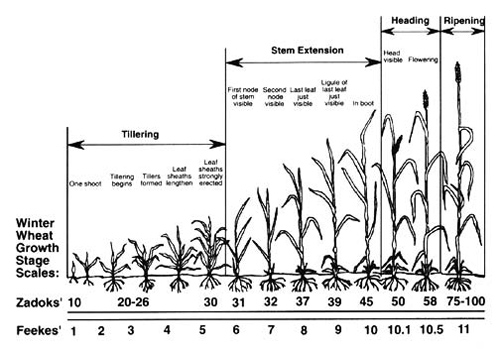 Heading
Ripening
Stem Extension
Head
visible
Flowering
First node
of stem
visible
Second
node
visible
Last leaf
just
visible
Ligule of
last leaf
just
visible
In boot
Tillering
One shoot
Tillering
begins
Tillers
formed
Leaf
sheaths
lengthen
Leaf
sheaths
strongly
erected
Winter
Wheat
Growth
Stage
Scales:
Zadoks' 10 20-26 30 31 32 37 39 45 50 58 75-100
Feekes' 1 2 3 4 5 6 7 8 9 10 10.1 10.5 11